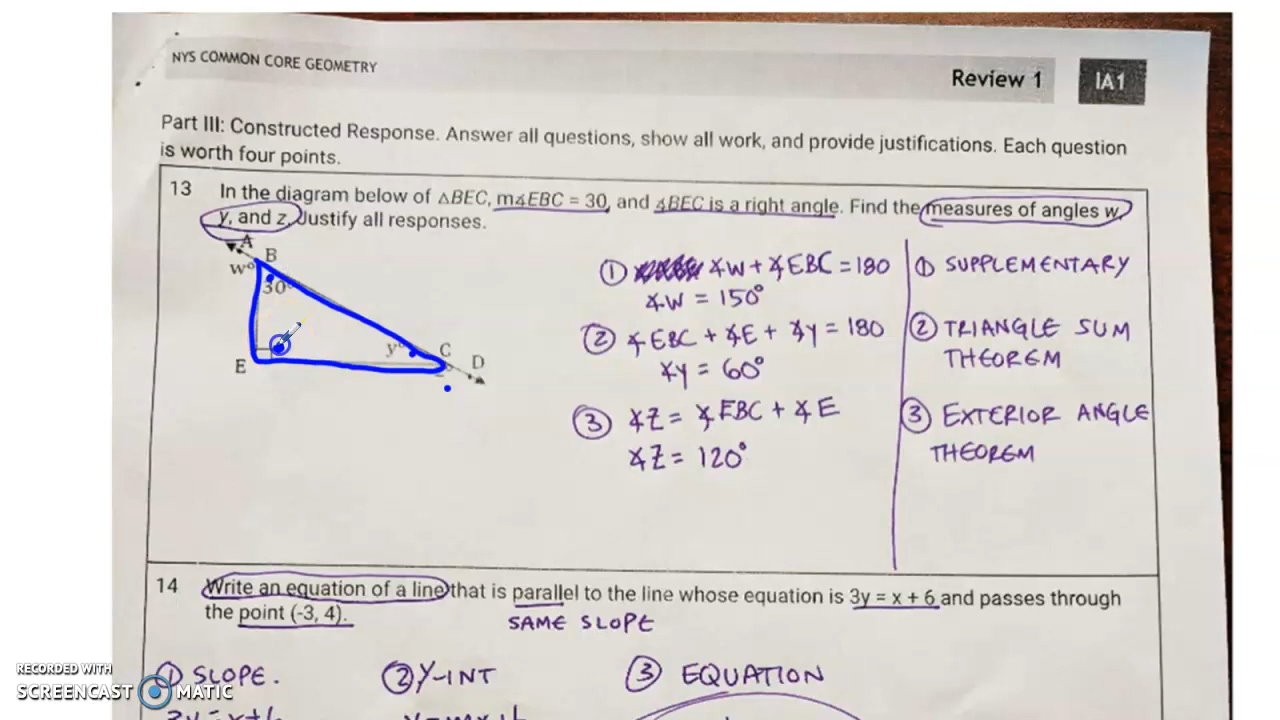 NYS COMMON CORE GEOMETRY
Review 1
IA1
Part III: Constructed Response. Answer all questions, show all work, and provide justifications. Each question
is worth four points.
13 In the diagram below of △BEC, m∡EBC = 30, and ∡BEC is a right angle. Find the measures of angles w,
y, and z. Justify all responses.
A
B
w°
30°
E
y°
C
D
① ∡W + ∡EBC = 180
∡W = 150°
② ∡EBC + ∡E + ∡y = 180
∡y = 60°
③ ∡Z = ∡EBC + ∡E
∡Z = 120°
① SUPPLEMENTARY
② TRIANGLE SUM
THEOREM
③ EXTERIOR ANGLE
THEOREM
14 Write an equation of a line that is parallel to the line whose equation is 3y = x + 6 and passes through
the point (-3, 4).
SAME SLOPE
① SLOPE.
② Y-INT
③ EQUATION
3y = x+6
y = mx+b
RECORDED WITH
SCREENCAST MATIC